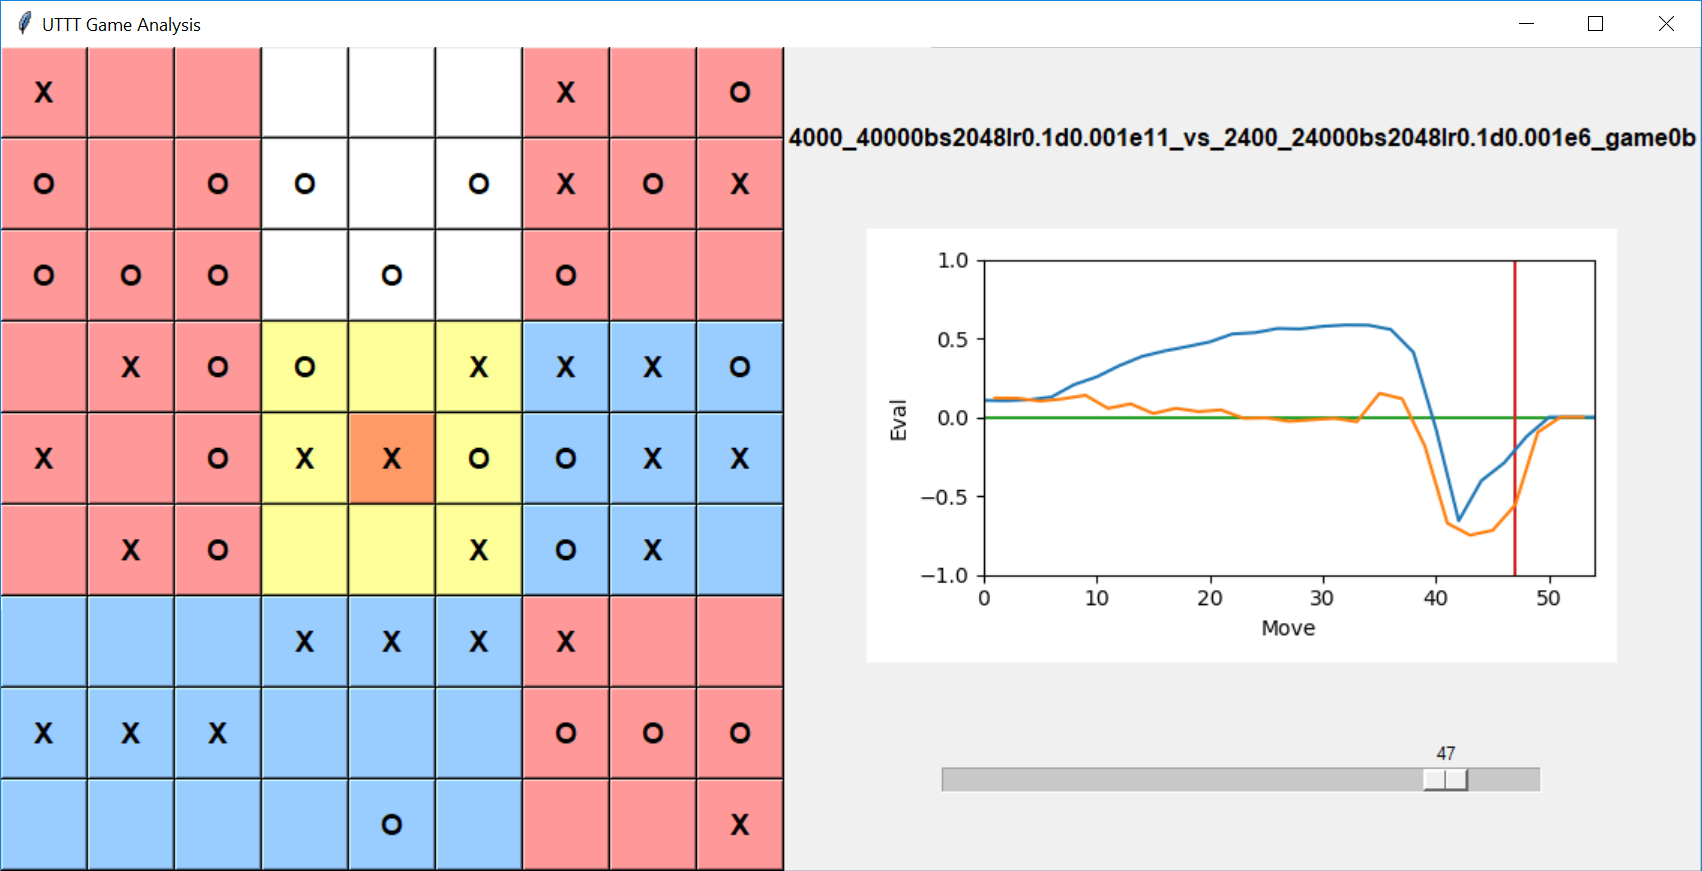 UTTT Game Analysis
X X O
O O O O X O X
O O O O O
X O O X X X O
X O X X O O X X
X O X O X
X X X X
X X X O O O
O X
4000_40000bs2048lr0.1d0.001e11_vs_2400_24000bs2048lr0.1d0.001e6_game0b
1.0
0.5
0.0
−0.5
−1.0
Eval
0 10 20 30 40 50
Move
47